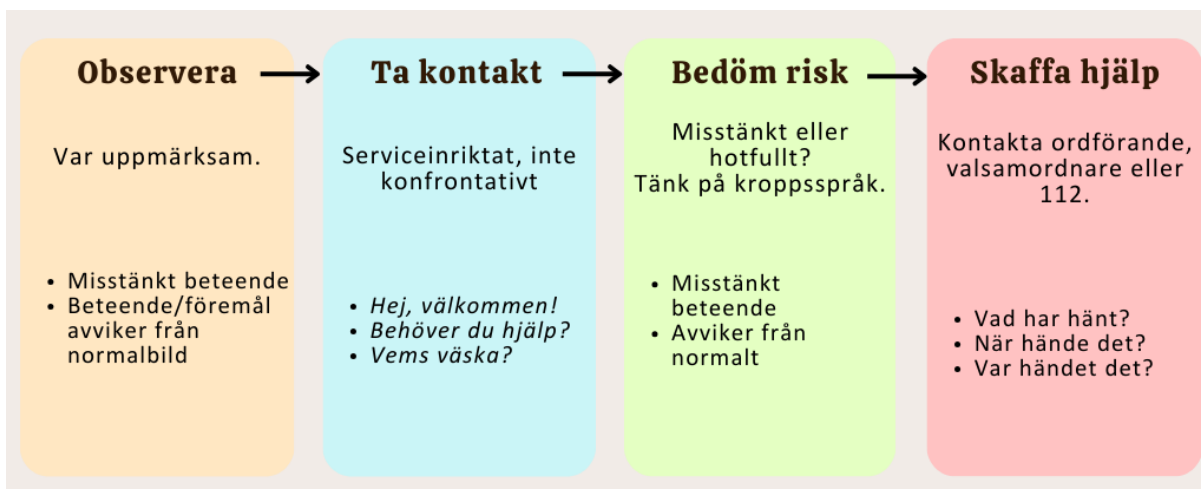 Observera
Var uppmärksam.
• Misstänkt beteende
• Beteende/föremål
avviker från
normalbild
Ta kontakt
Serviceinriktat, inte
konfrontativt
• Hej, välkommen!
• Behöver du hjälp?
• Vems väska?
Bedöm risk
Misstänkt eller
hotfullt?
Tänk på kroppsspråk.
• Misstänkt
beteende
• Avviker från
normalt
Skaffa hjälp
Kontakta ordförande,
valsamordnare eller
112.
• Vad har hänt?
• När hände det?
• Var händet det?